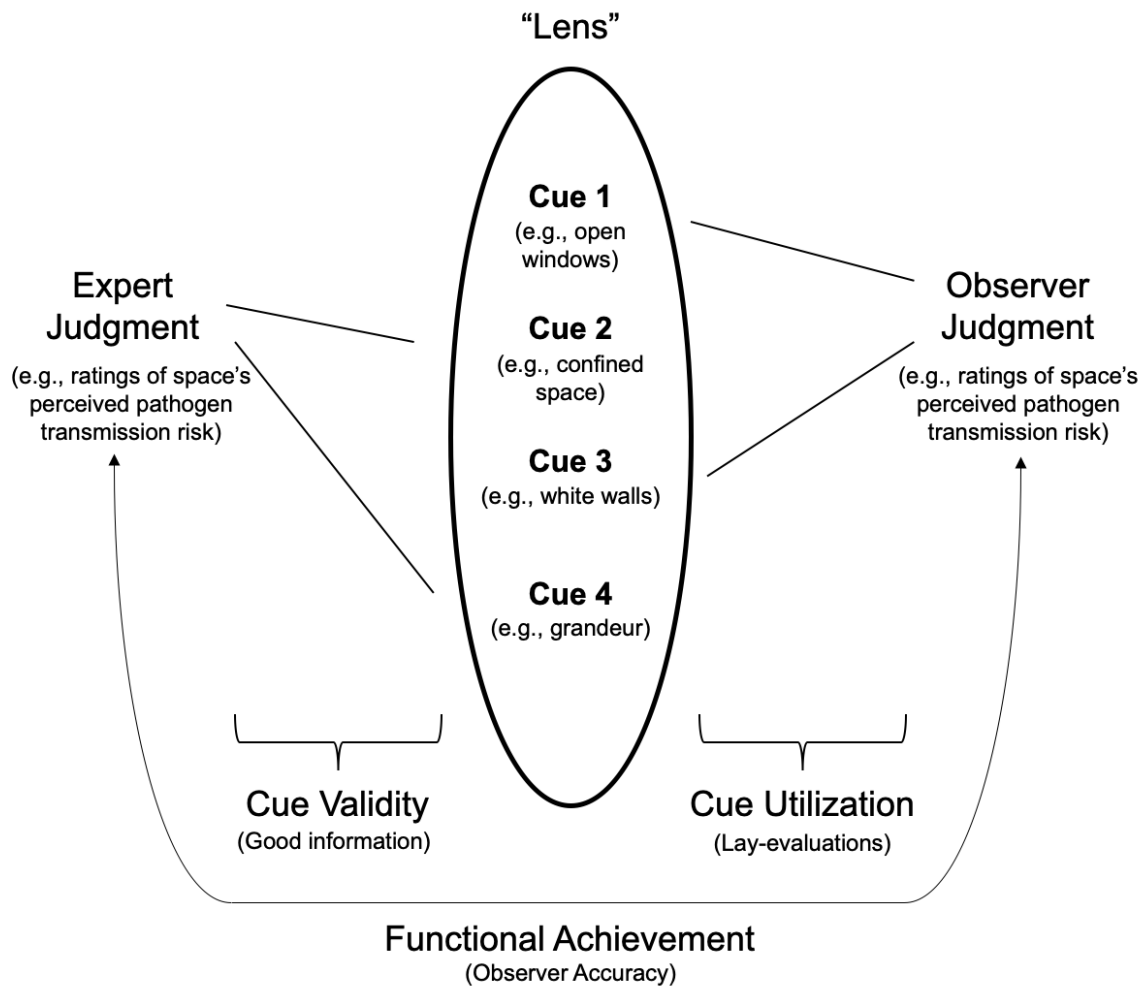 “Lens”
Cue 1
(e.g., open
windows)
Cue 2
(e.g., confined
space)
Cue 3
(e.g., white walls)
Cue 4
(e.g., grandeur)
Expert
Judgment
(e.g., ratings of space’s
perceived pathogen
transmission risk)
Observer
Judgment
(e.g., ratings of space’s
perceived pathogen
transmission risk)
Cue Validity
(Good information)
Cue Utilization
(Lay-evaluations)
Functional Achievement
(Observer Accuracy)